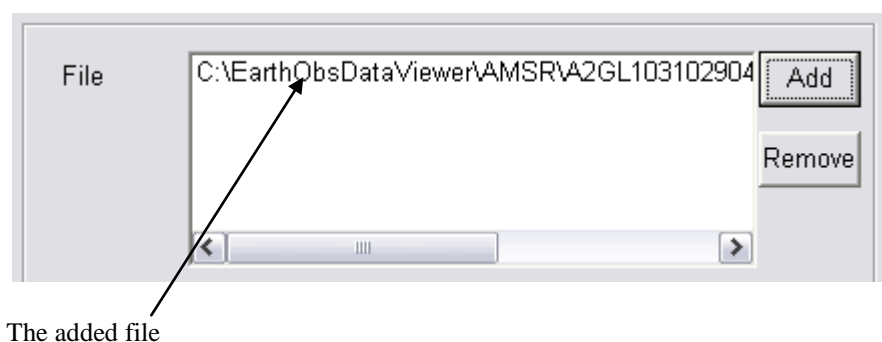 File
C:\EarthObsDataViewer\AMSR\A2GL103102904
Add
Remove
The added file